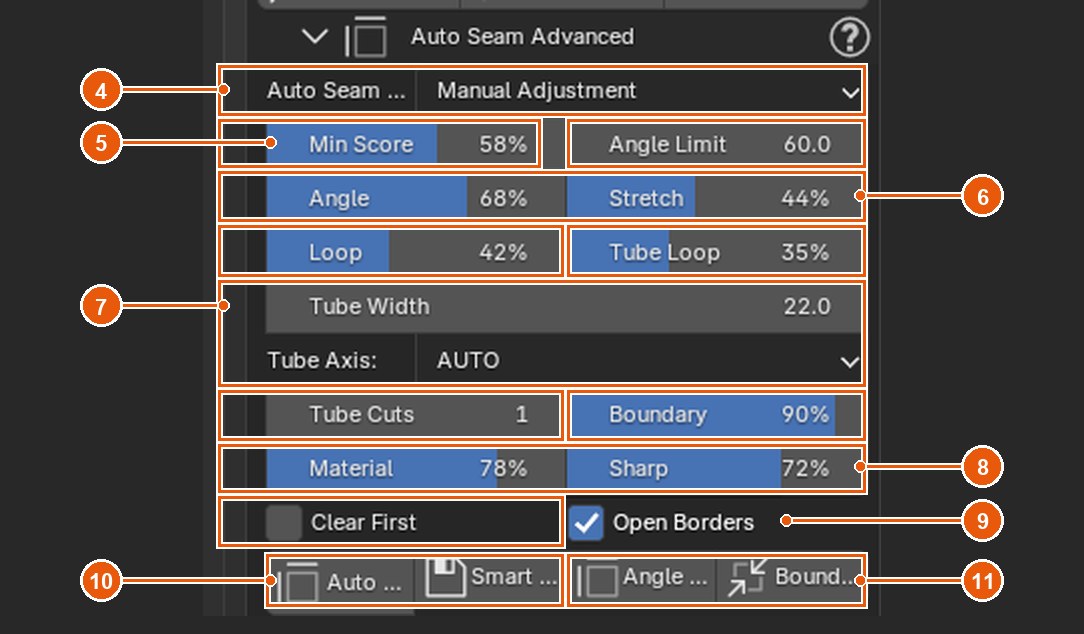 Auto Seam Advanced ?
4 Auto Seam ... Manual Adjustment
5 Min Score 58% Angle Limit 60.0
Angle 68% Stretch 44% 6
Loop 42% Tube Loop 35%
7 Tube Width 22.0
Tube Axis: AUTO
Tube Cuts 1 Boundary 90%
Material 78% Sharp 72% 8
Clear First Open Borders 9
10 Auto ... Smart ... Angle ... Bound... 11